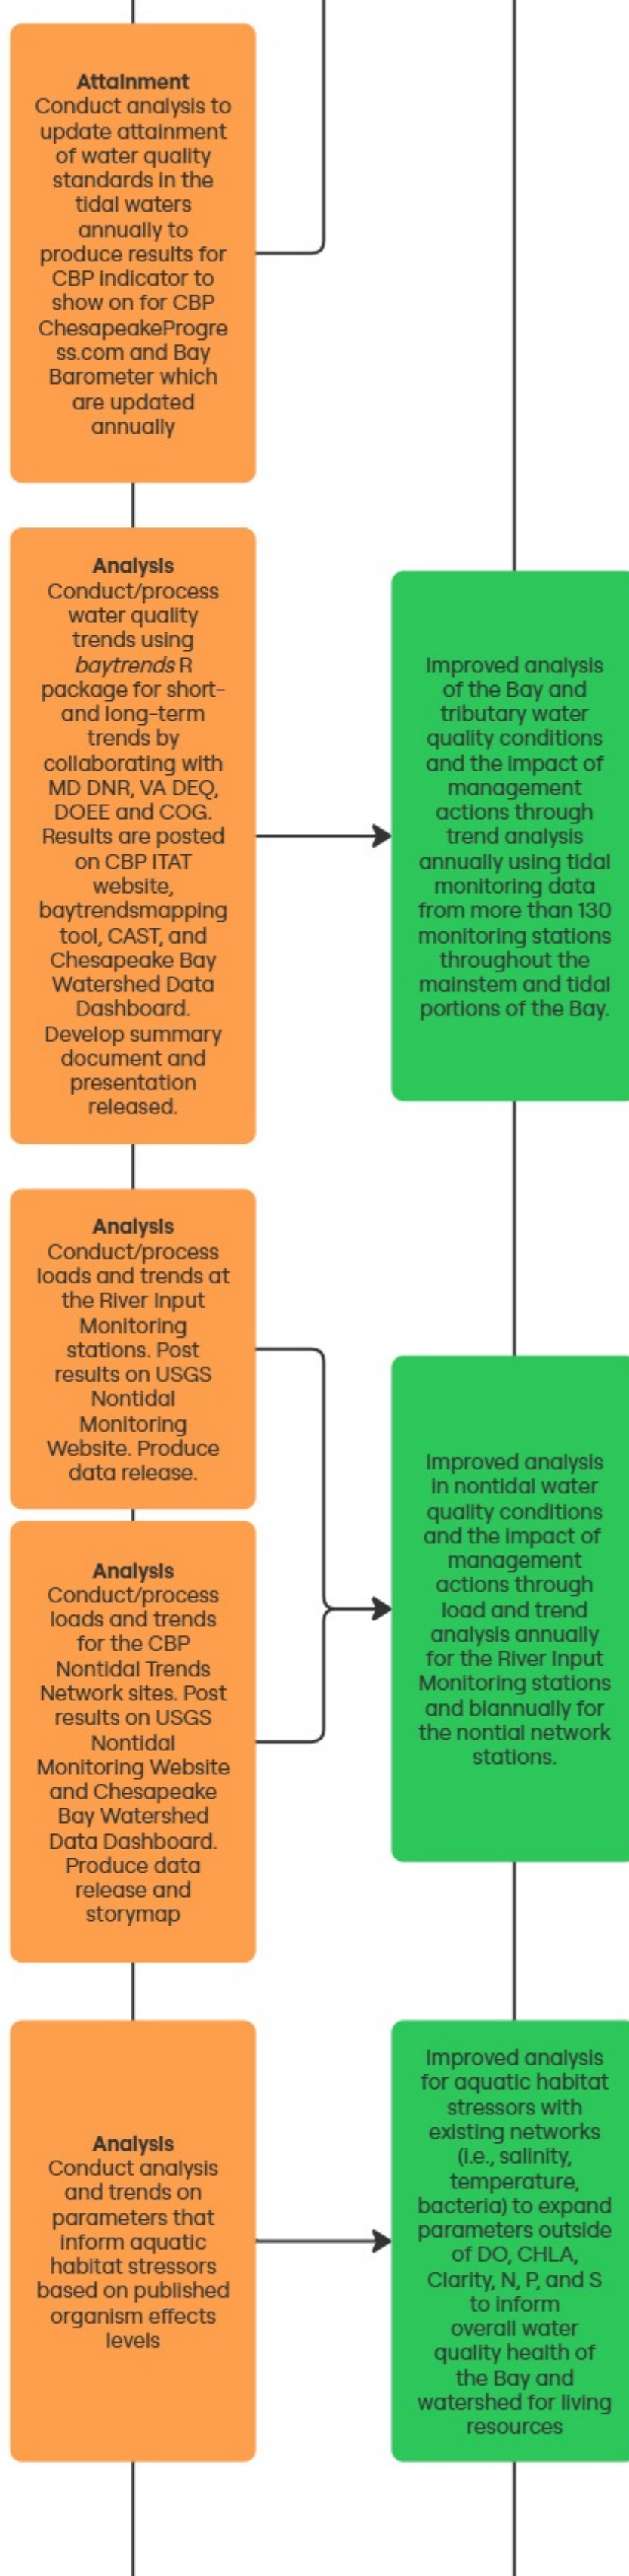 Attainment
Conduct analysis to
update attainment
of water quality
standards in the
tidal waters
annually to
produce results for
CBP indicator to
show on for CBP
ChesapeakeProgre
ss.com and Bay
Barometer which
are updated
annually
Analysis
Conduct/process
water quality
trends using
baytrends R
package for short-
and long-term
trends by
collaborating with
MD DNR, VA DEQ,
DOEE and COG.
Results are posted
on CBP ITAT
website,
baytrendsmapping
tool, CAST, and
Chesapeake Bay
Watershed Data
Dashboard.
Develop summary
document and
presentation
released.
Improved analysis
of the Bay and
tributary water
quality conditions
and the impact of
management
actions through
trend analysis
annually using tidal
monitoring data
from more than 130
monitoring stations
throughout the
mainstem and tidal
portions of the Bay.
Analysis
Conduct/process
loads and trends at
the River Input
Monitoring
stations. Post
results on USGS
Nontidal
Monitoring
Website. Produce
data release.
Analysis
Conduct/process
loads and trends
for the CBP
Nontidal Trends
Network sites. Post
results on USGS
Nontidal
Monitoring Website
and Chesapeake
Bay Watershed
Data Dashboard.
Produce data
release and
storymap
Improved analysis
in nontidal water
quality conditions
and the impact of
management
actions through
load and trend
analysis annually
for the River Input
Monitoring stations
and biannually for
the nontial network
stations.
Analysis
Conduct analysis
and trends on
parameters that
inform aquatic
habitat stressors
based on published
organism effects
levels
Improved analysis
for aquatic habitat
stressors with
existing networks
(i.e., salinity,
temperature,
bacteria) to expand
parameters outside
of DO, CHLA,
Clarity, N, P, and S
to inform
overall water
quality health of
the Bay and
watershed for living
resources